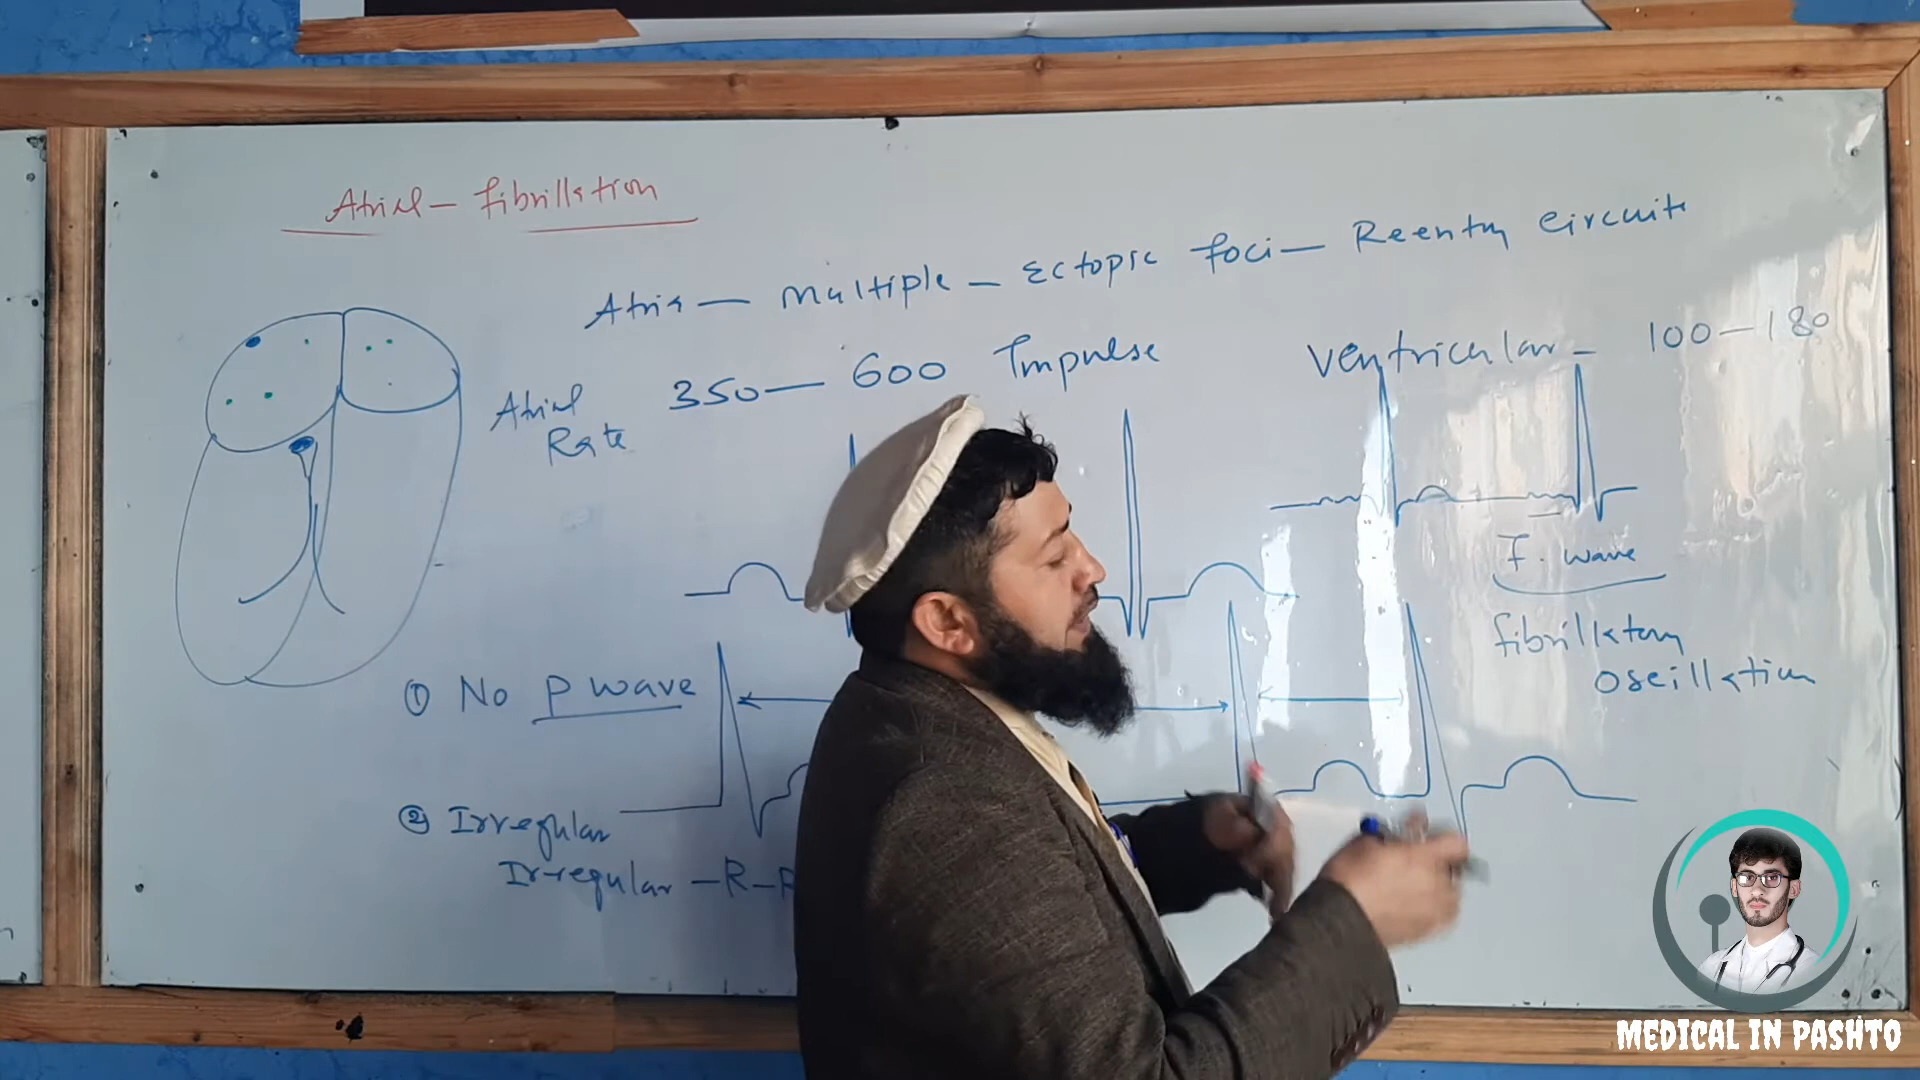 Atrial - fibrillation
Atria - multiple - Ectopic foci - Reentry circuits
Atrial Rate 350 - 600 Impulse
Ventricular - 100-180
F. wave
fibrillatory
oscillation
① No P wave
② Irregular
Irregular - R-R
MEDICAL IN PASHTO